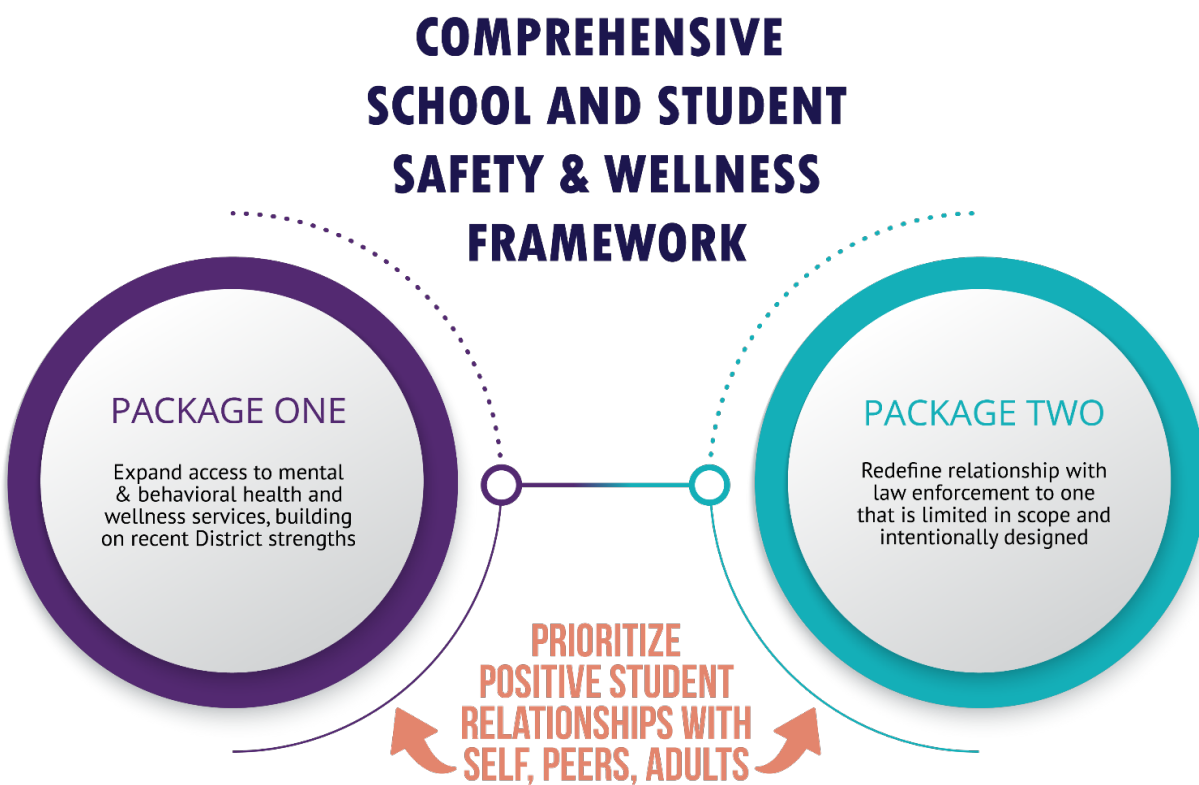 COMPREHENSIVE
SCHOOL AND STUDENT
SAFETY & WELLNESS
FRAMEWORK
PACKAGE ONE
Expand access to mental
& behavioral health and
wellness services, building
on recent District strengths
PACKAGE TWO
Redefine relationship with
law enforcement to one
that is limited in scope and
intentionally designed
PRIORITIZE
POSITIVE STUDENT
RELATIONSHIPS WITH
SELF, PEERS, ADULTS